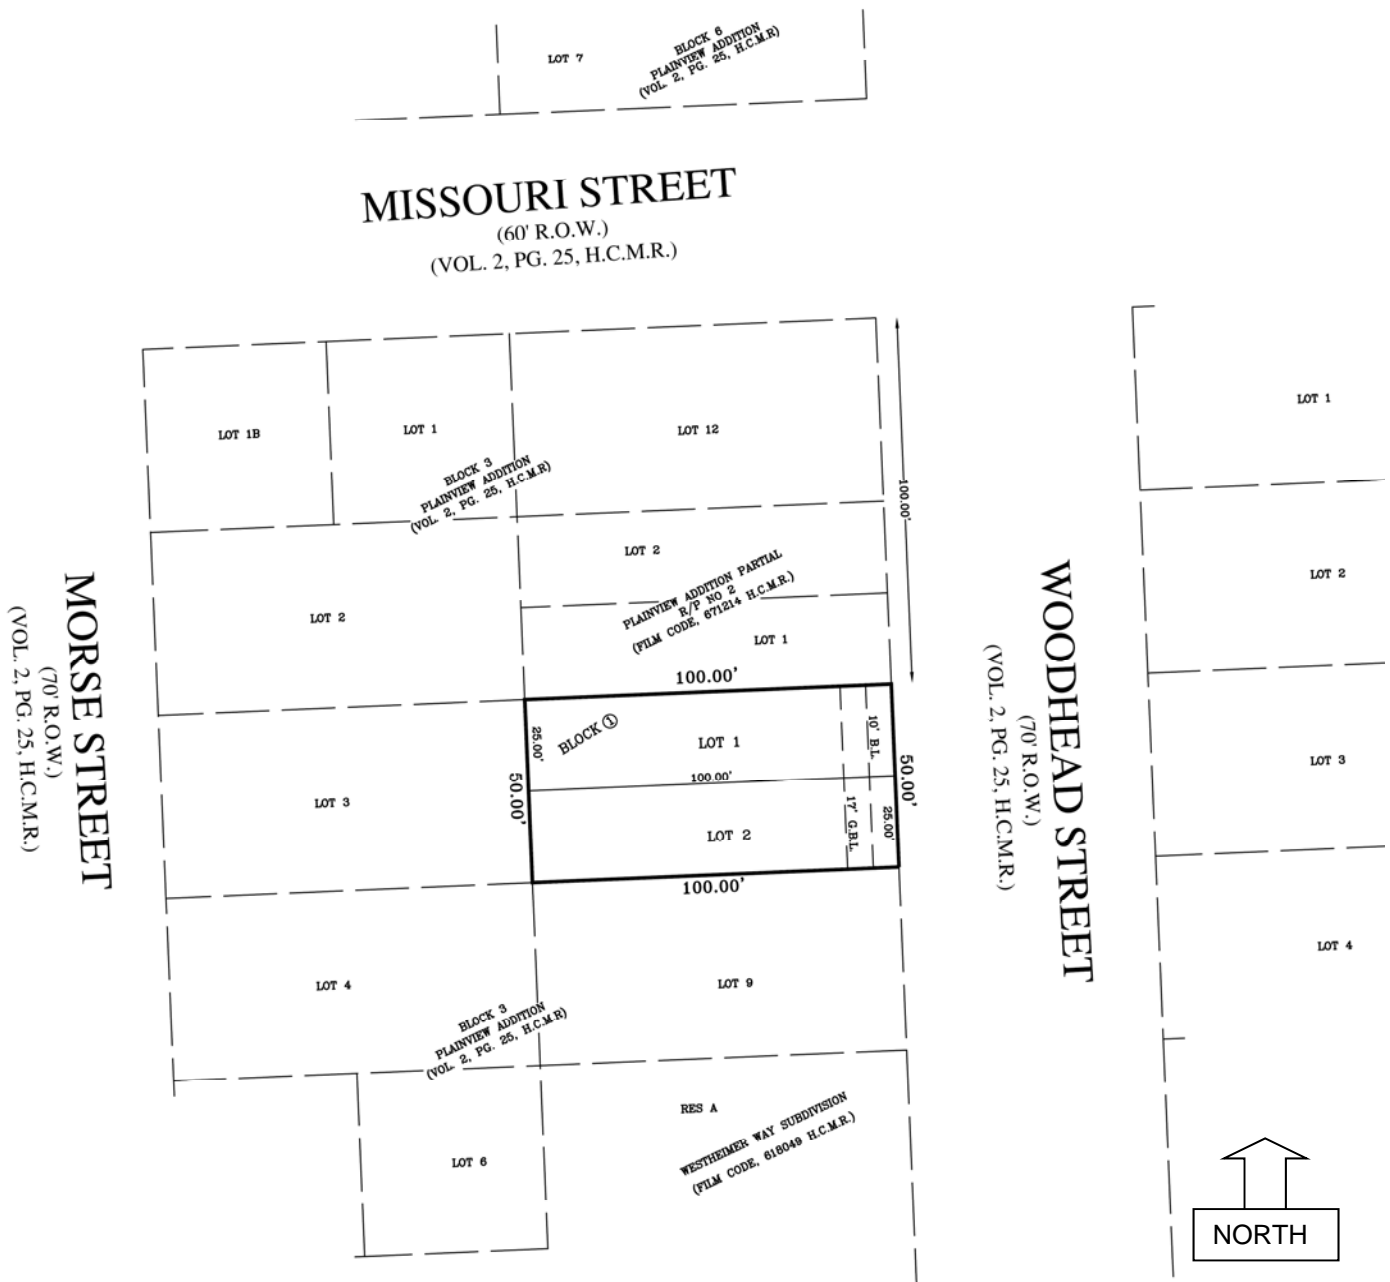 LOT 7
BLOCK 6
PLAINVIEW ADDITION
(VOL. 2, PG. 25, H.C.M.R)
MISSOURI STREET
(60' R.O.W.)
(VOL. 2, PG. 25, H.C.M.R.)
LOT 1B
LOT 1
LOT 12
LOT 1
BLOCK 3
PLAINVIEW ADDITION
(VOL. 2, PG. 25, H.C.M.R)
100.00'
LOT 2
LOT 2
LOT 2
PLAINVIEW ADDITION PARTIAL
R/P NO 2
(FILM CODE, 671214 H.C.M.R.)
LOT 1
MORSE STREET
(70' R.O.W.)
(VOL. 2, PG. 25, H.C.M.R.)
WOODHEAD STREET
(70' R.O.W.)
(VOL. 2, PG. 25, H.C.M.R.)
100.00'
25.00'
BLOCK ①
LOT 1
10' B.L.
50.00'
100.00'
50.00'
LOT 3
LOT 2
17' G.B.L.
25.00'
LOT 3
100.00'
LOT 4
LOT 4
LOT 9
BLOCK 3
PLAINVIEW ADDITION
(VOL. 2, PG. 25, H.C.M.R)
RES A
WESTHEIMER WAY SUBDIVISION
(FILM CODE, 618049 H.C.M.R.)
LOT 6
NORTH